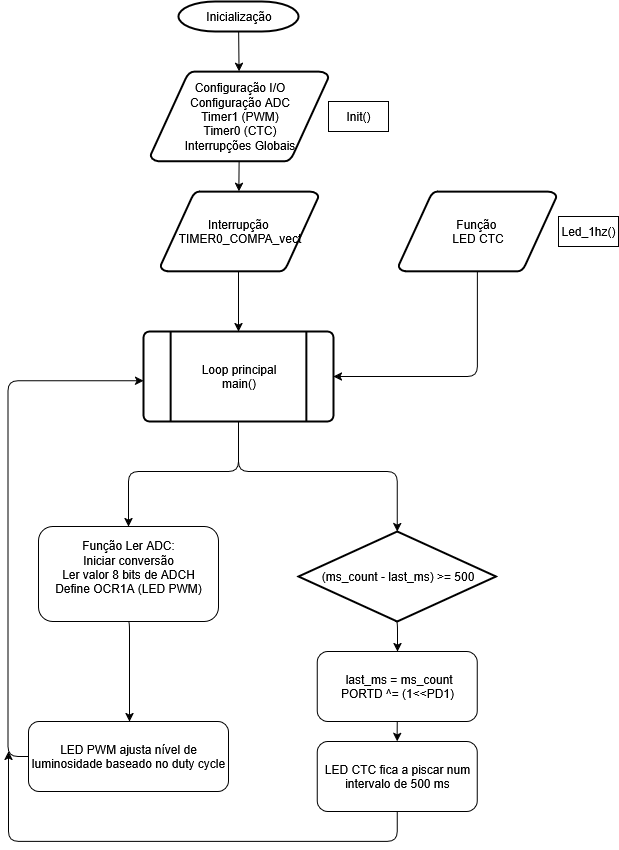 Inicialização
Configuração I/O
Configuração ADC
Timer1 (PWM)
Timer0 (CTC)
Interrupções Globais
Init()
Interrupção
TIMER0_COMPA_vect
Função
LED CTC
Led_1hz()
Loop principal
main()
Função Ler ADC:
Iniciar conversão
Ler valor 8 bits de ADCH
Define OCR1A (LED PWM)
(ms_count - last_ms) >= 500
last_ms = ms_count
PORTD ^= (1<<PD1)
LED PWM ajusta nível de
luminosidade baseado no duty cycle
LED CTC fica a piscar num
intervalo de 500 ms